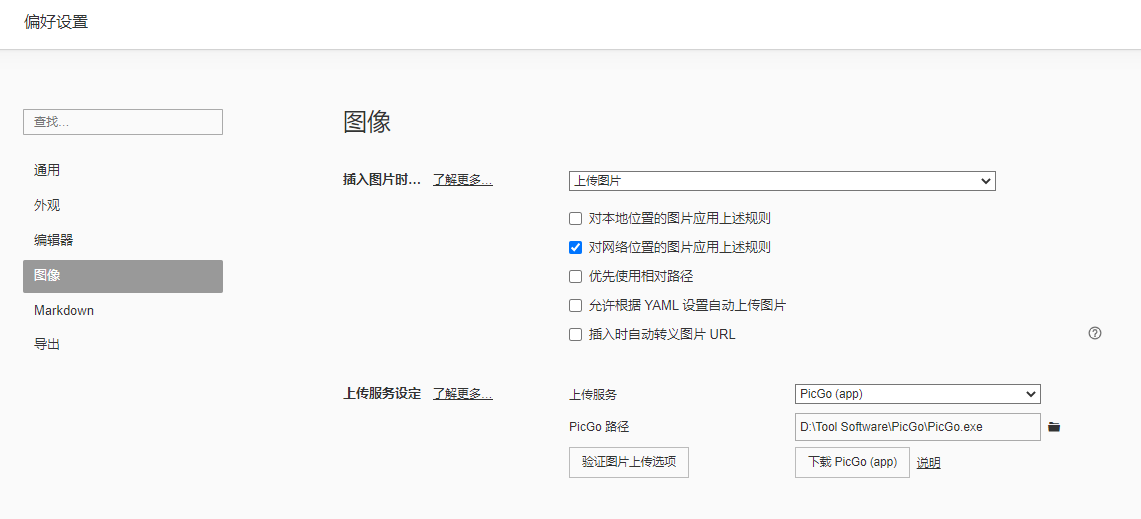 偏好设置
查找...
通用
外观
编辑器
图像
Markdown
导出
图像
插入图片时... 了解更多... 上传图片
对本地位置的图片应用上述规则
对网络位置的图片应用上述规则
优先使用相对路径
允许根据 YAML 设置自动上传图片
插入时自动转义图片 URL
上传服务设定 了解更多... 上传服务 PicGo (app)
PicGo 路径 D:\Tool Software\PicGo\PicGo.exe
验证图片上传选项 下载 PicGo (app) 说明